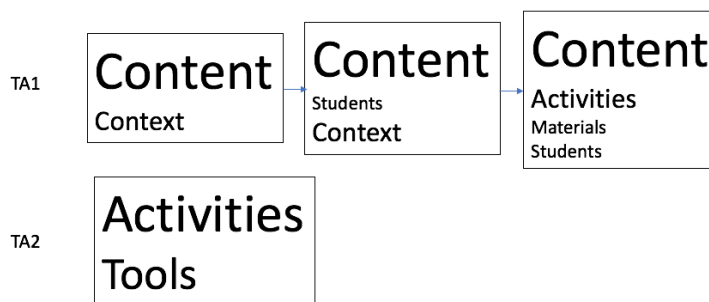 TA1
Content
Context
Content
Students
Context
Content
Activities
Materials
Students
TA2
Activities
Tools